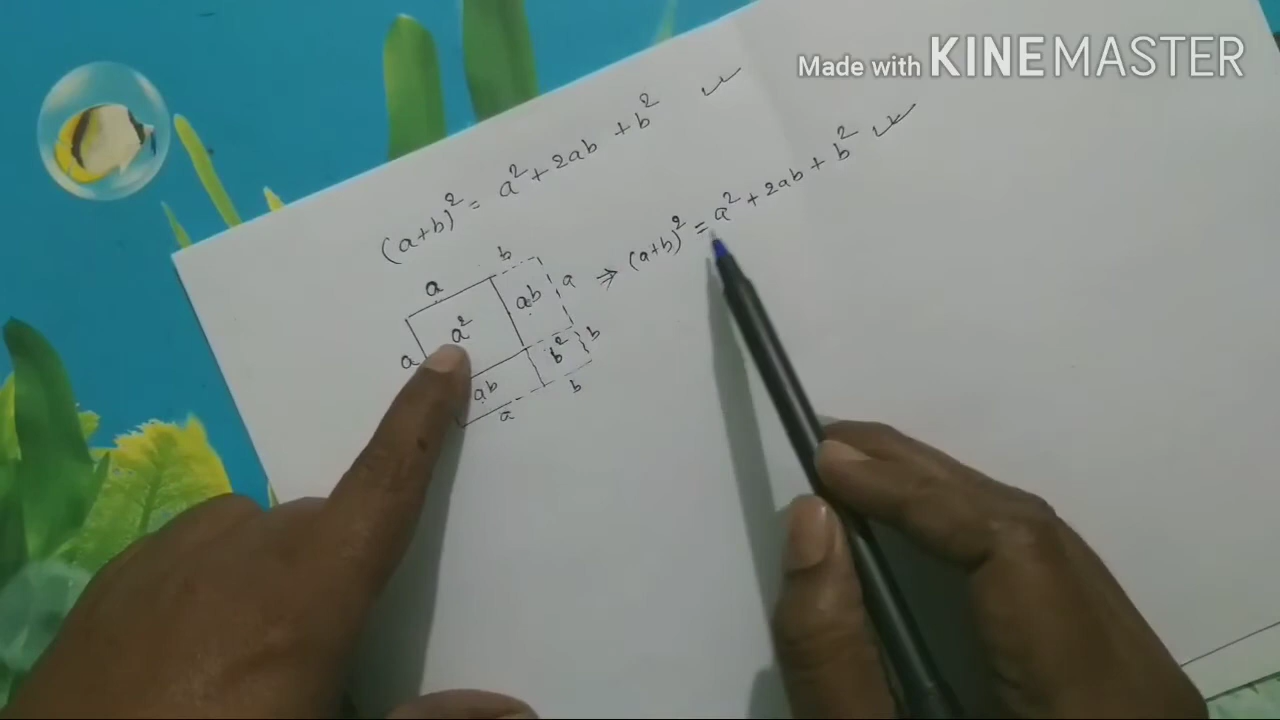 Made with KINEMASTER
(a+b)² = a² + 2ab + b²
(a+b)² = a² + 2ab + b²
a b
a² ab a
a
ab b² b
a b